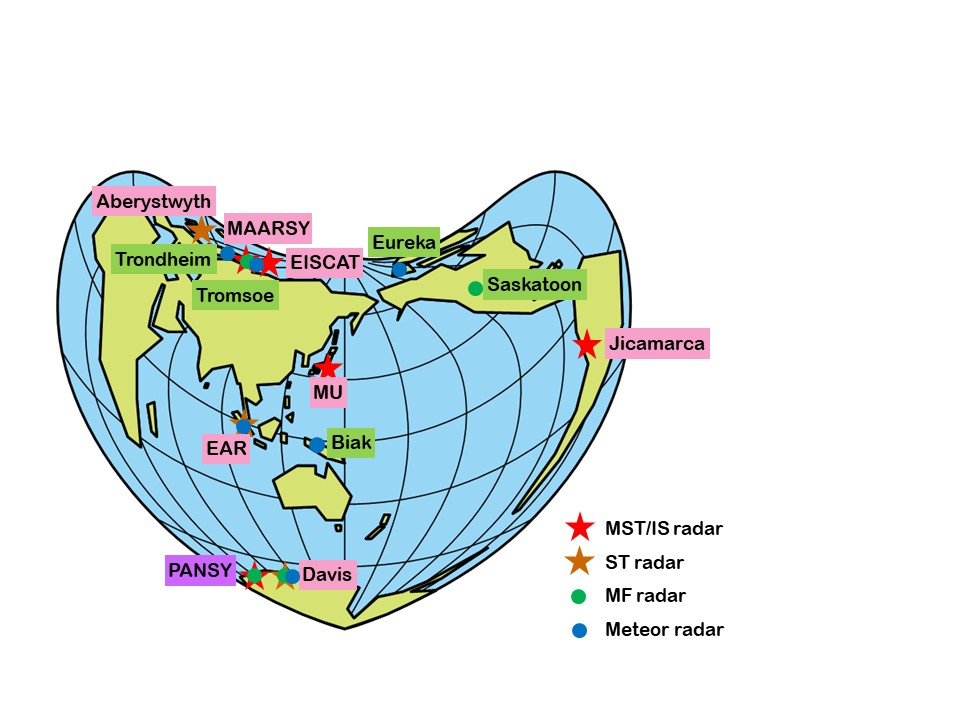 Aberystwyth
MAARSY
Eureka
Trondheim
EISCAT
Tromsoe
Saskatoon
Jicamarca
MU
EAR
Biak
PANSY
Davis
MST/IS radar
ST radar
MF radar
Meteor radar